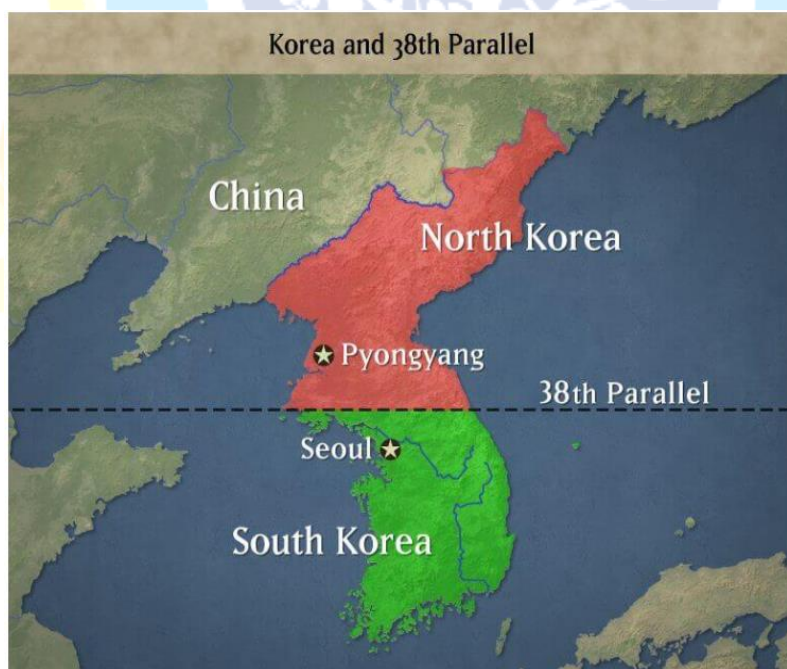 Korea and 38th Parallel
China
North Korea
Pyongyang
38th Parallel
Seoul
South Korea